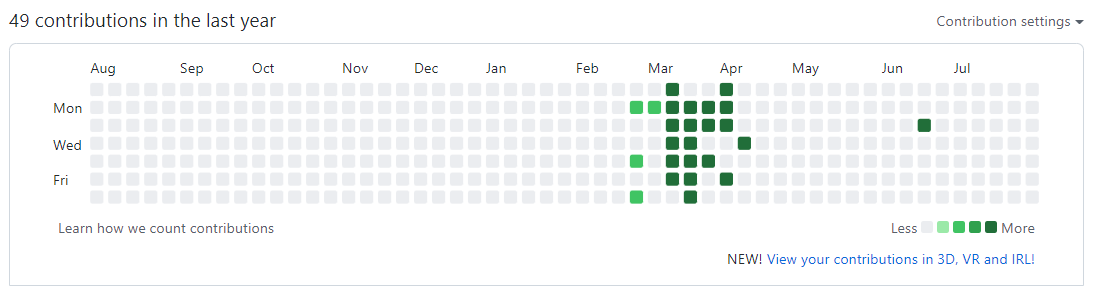 49 contributions in the last year
Contribution settings
Aug Sep Oct Nov Dec Jan Feb Mar Apr May Jun Jul
Mon
Wed
Fri
Learn how we count contributions
Less More
NEW! View your contributions in 3D, VR and IRL!